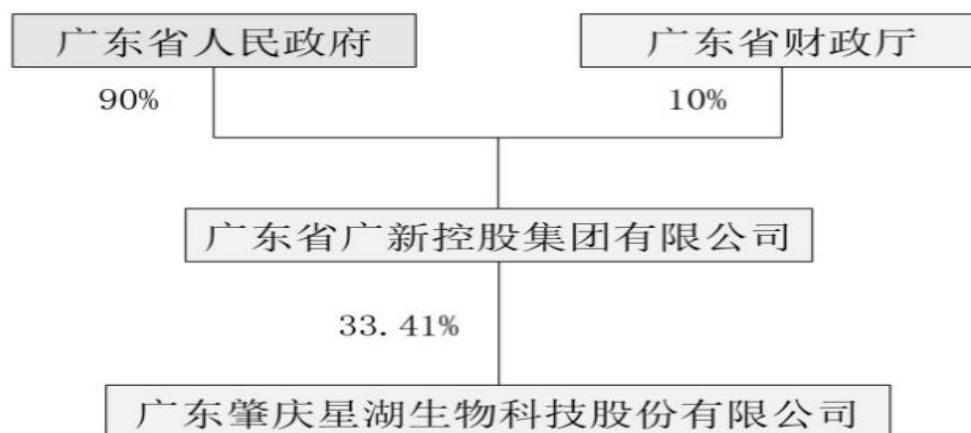 广东省人民政府
广东省财政厅
90%
10%
广东省广新控股集团有限公司
33.41%
广东肇庆星湖生物科技股份有限公司